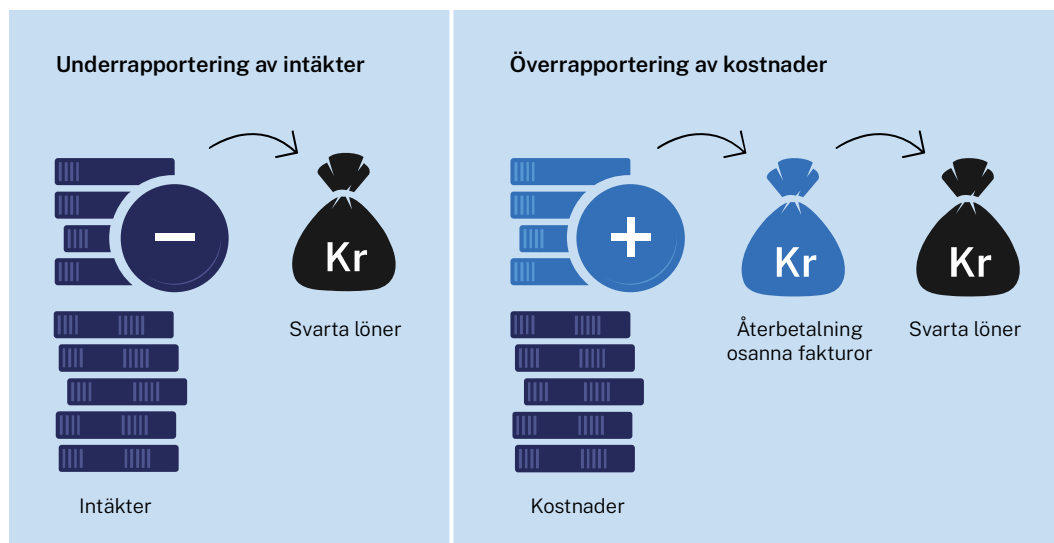 Underrapportering av intäkter
Kr
Svarta löner
Intäkter
Överrapportering av kostnader
Kr
Kr
Återbetalning
osanna fakturor
Svarta löner
Kostnader